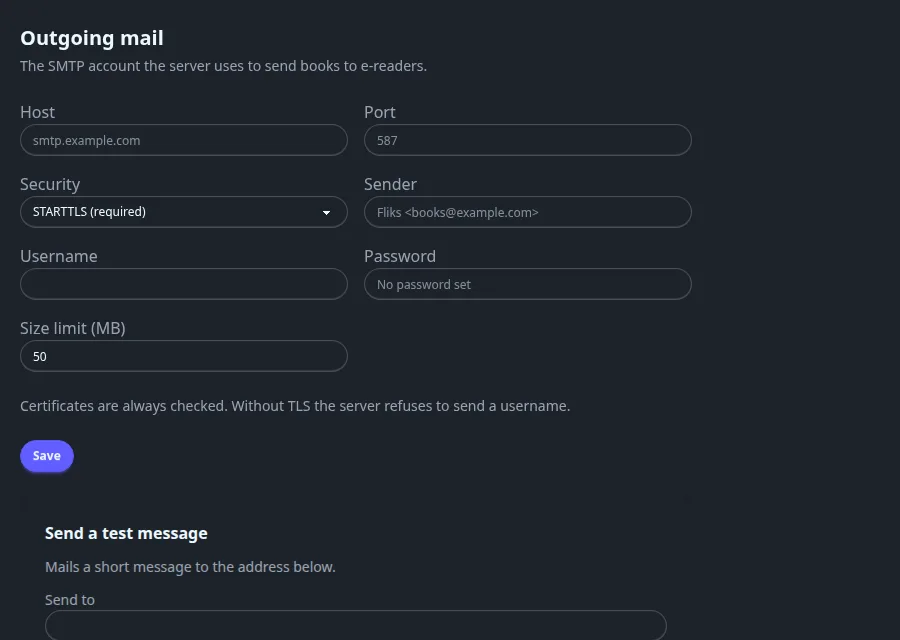 Outgoing mail
The SMTP account the server uses to send books to e-readers.
Host
Port
smtp.example.com
587
Security
Sender
STARTTLS (required)
Fliks <books@example.com>
Username
Password
No password set
Size limit (MB)
50
Certificates are always checked. Without TLS the server refuses to send a username.
Save
Send a test message
Mails a short message to the address below.
Send to